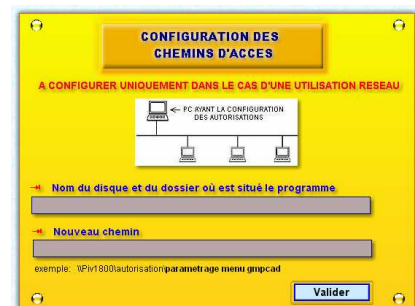 CONFIGURATION DES
CHEMINS D'ACCES
A CONFIGURER UNIQUEMENT DANS LE CAS D'UNE UTILISATION RESEAU
PC AYANT LA CONFIGURATION
DES AUTORISATIONS
Nom du disque et du dossier où est situé le programme
Nouveau chemin
exemple: \\Piv1800\autorisation\parametrage menu gmpcad
Valider